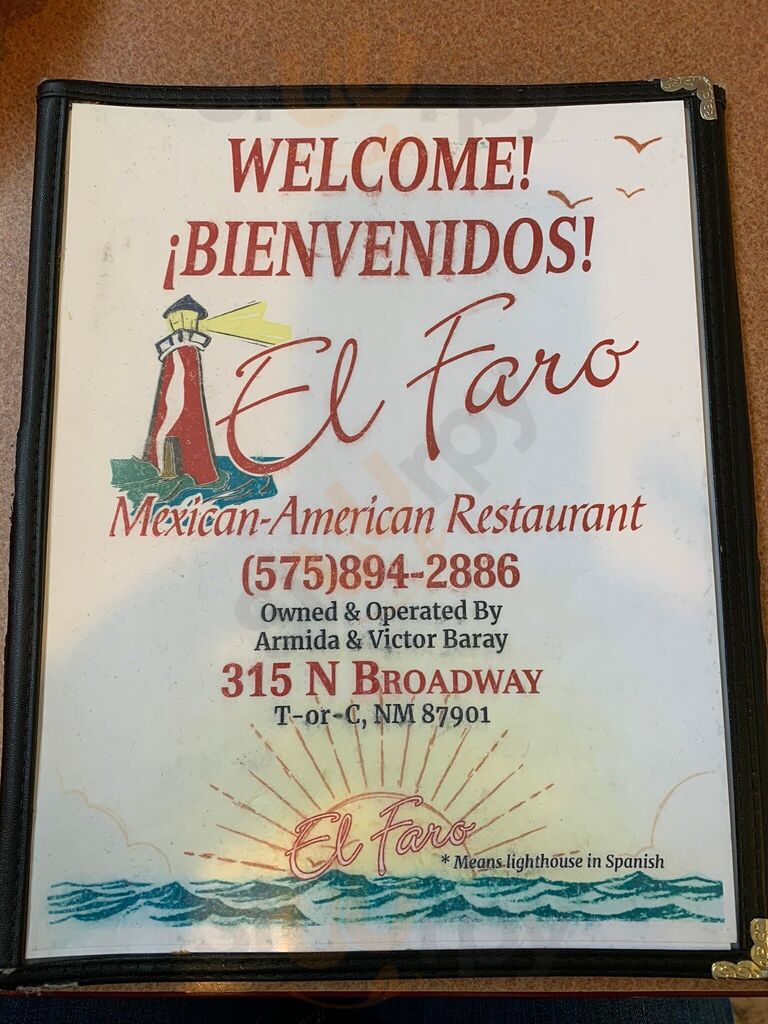 WELCOME!
¡BIENVENIDOS!
El Faro
Mexican-American Restaurant
(575)894-2886
Owned & Operated By
Armida & Victor Baray
315 N BROADWAY
T-or-C, NM 87901
El Faro
* Means lighthouse in Spanish